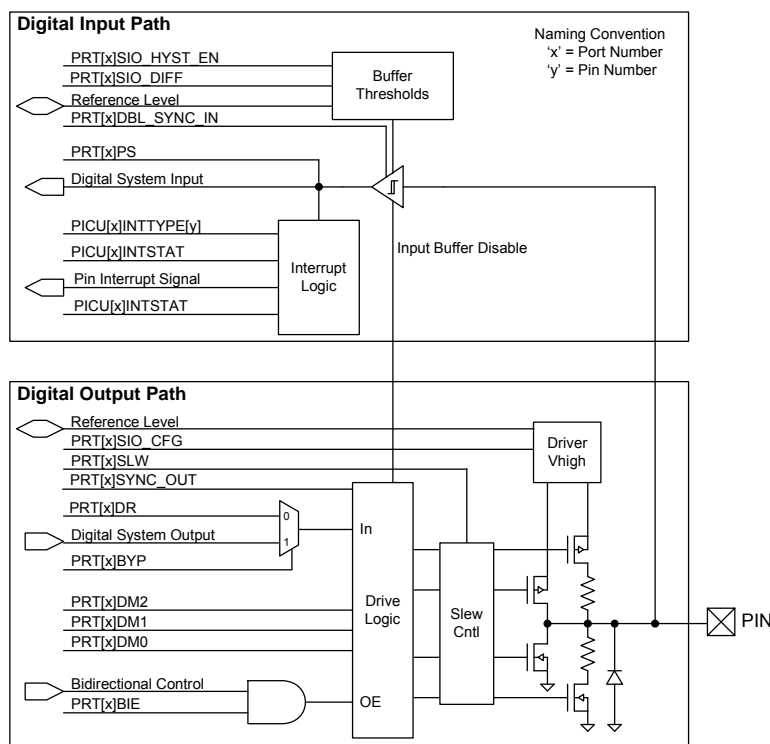 Digital Input Path
Naming Convention
‘x’ = Port Number
‘y’ = Pin Number
PRT[x]SIO_HYST_EN
PRT[x]SIO_DIFF
Reference Level
PRT[x]DBL_SYNC_IN
Buffer
Thresholds
PRT[x]PS
Digital System Input
PICU[x]INTTYPE[y]
PICU[x]INTSTAT
Pin Interrupt Signal
PICU[x]INTSTAT
Interrupt
Logic
Input Buffer Disable
Digital Output Path
Reference Level
PRT[x]SIO_CFG
PRT[x]SLW
PRT[x]SYNC_OUT
Driver
Vhigh
PRT[x]DR
Digital System Output
PRT[x]BYP
0
1
In
PRT[x]DM2
PRT[x]DM1
PRT[x]DM0
Drive
Logic
Slew
Cntl
PIN
Bidirectional Control
PRT[x]BIE
OE